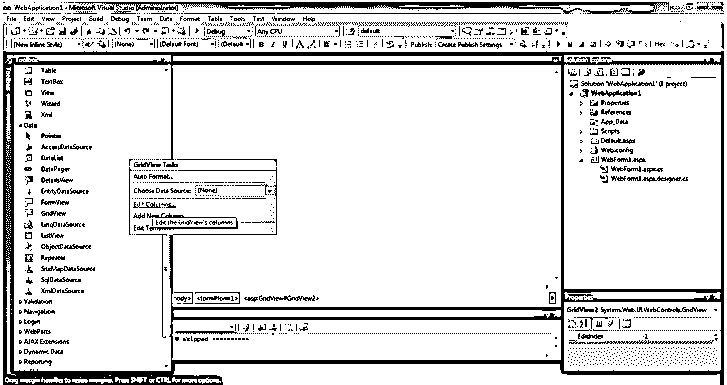 WebApplication1 - Microsoft Visual Studio (Administrator)
File Edit View Project Build Debug Team Data Format Table Tools Test Window Help
Debug Any CPU default
(New Inline Style) (None) (Default Font) (Default B I U A Publish: Create Publish Settings
Table
TextBox
View
Wizard
Xml
Data
Pointer
AccessDataSource
DataList
DataPager
DetailsView
EntityDataSource
FormView
GridView
LinqDataSource
ListView
ObjectDataSource
Repeater
SiteMapDataSource
SqlDataSource
XmlDataSource
Validation
Navigation
Login
WebParts
AJAX Extensions
Dynamic Data
Reporting
GridView Tasks
Auto Format...
Choose Data Source: (None)
Edit Columns...
Add New Column
Edit the GridView's columns
Edit
body> <form#form1> <asp:GridView#GridView2>
skipped ==========
Solution Explorer
Solution 'WebApplication1' (1 project)
WebApplication1
Properties
References
App_Data
Scripts
Default.aspx
Web.config
WebForm1.aspx
WebForm1.aspx.cs
WebForm1.aspx.designer.cs
Properties
GridView2 System.Web.UI.WebControls.GridView
EditIndex -1
Drag margin handles to resize margins. Press SHIFT or CTRL for more options.